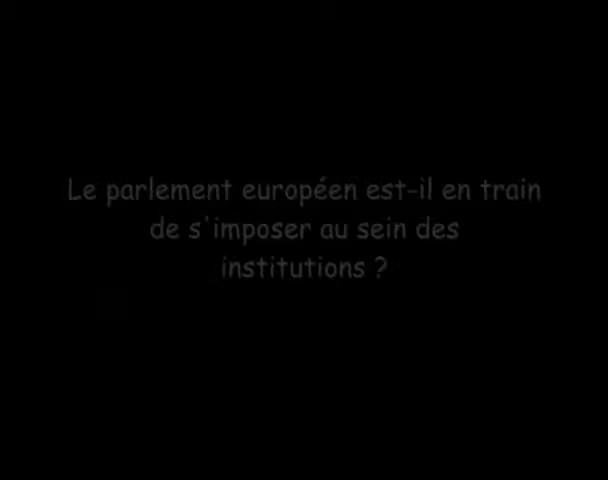 Le parlement européen est-il en train
de s'imposer au sein des
institutions ?